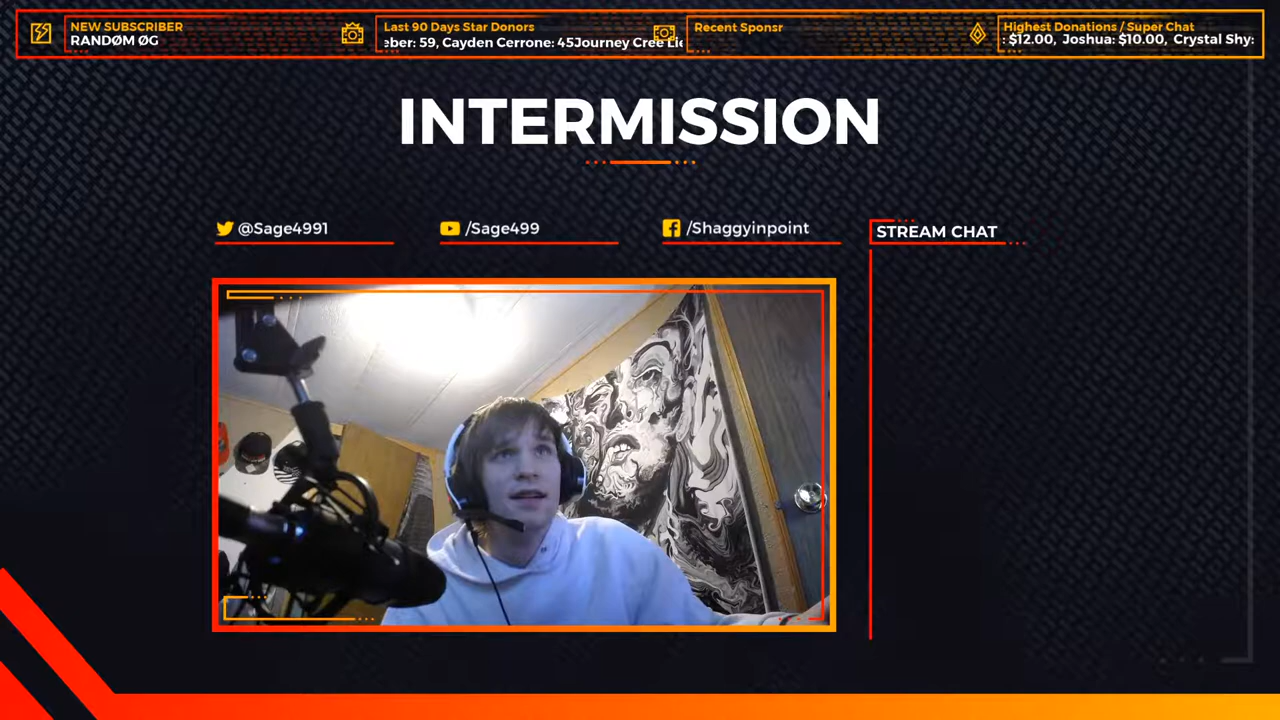 NEW SUBSCRIBER
RANDØM ØG
Last 90 Days Star Donors
eber: 59, Cayden Cerrone: 45Journey Cree Lie
Recent Sponsr
Highest Donations / Super Chat
: $12.00, Joshua: $10.00, Crystal Shy:
INTERMISSION
@Sage4991
/Sage499
/Shaggyinpoint
STREAM CHAT